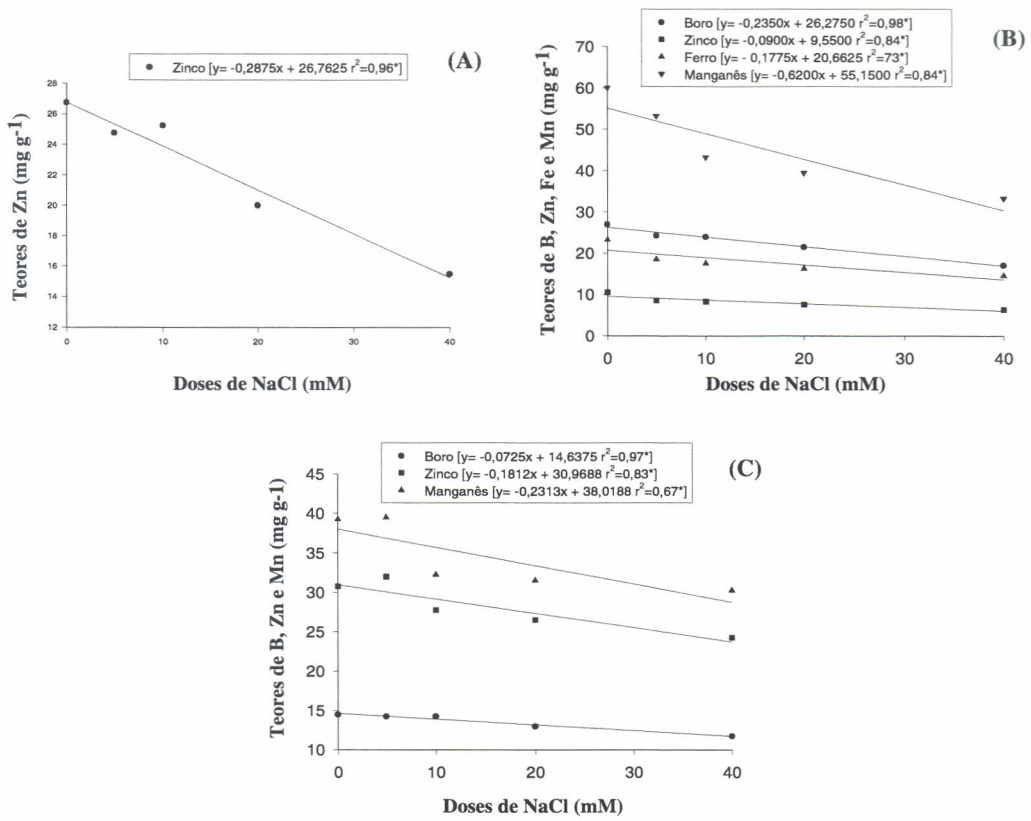 (A)
Zinco [y= -0,2875x + 26,7625 r²=0,96*]
Teores de Zn (mg g-1)
28
26
24
22
20
18
16
14
12
0
10
20
30
40
Doses de NaCl (mM)
(B)
Boro [y= -0,2350x + 26,2750 r²=0,98*]
Zinco [y= -0,0900x + 9,5500 r²=0,84*]
Ferro [y= - 0,1775x + 20,6625 r²=73*]
Manganês [y= -0,6200x + 55,1500 r²=0,84*]
Teores de B, Zn, Fe e Mn (mg g-1)
70
60
50
40
30
20
10
0
0
10
20
30
40
Doses de NaCl (mM)
(C)
Boro [y= -0,0725x + 14,6375 r²=0,97*]
Zinco [y= -0,1812x + 30,9688 r²=0,83*]
Manganês [y= -0,2313x + 38,0188 r²=0,67*]
Teores de B, Zn e Mn (mg g-1)
45
40
35
30
25
20
15
10
0
10
20
30
40
Doses de NaCl (mM)